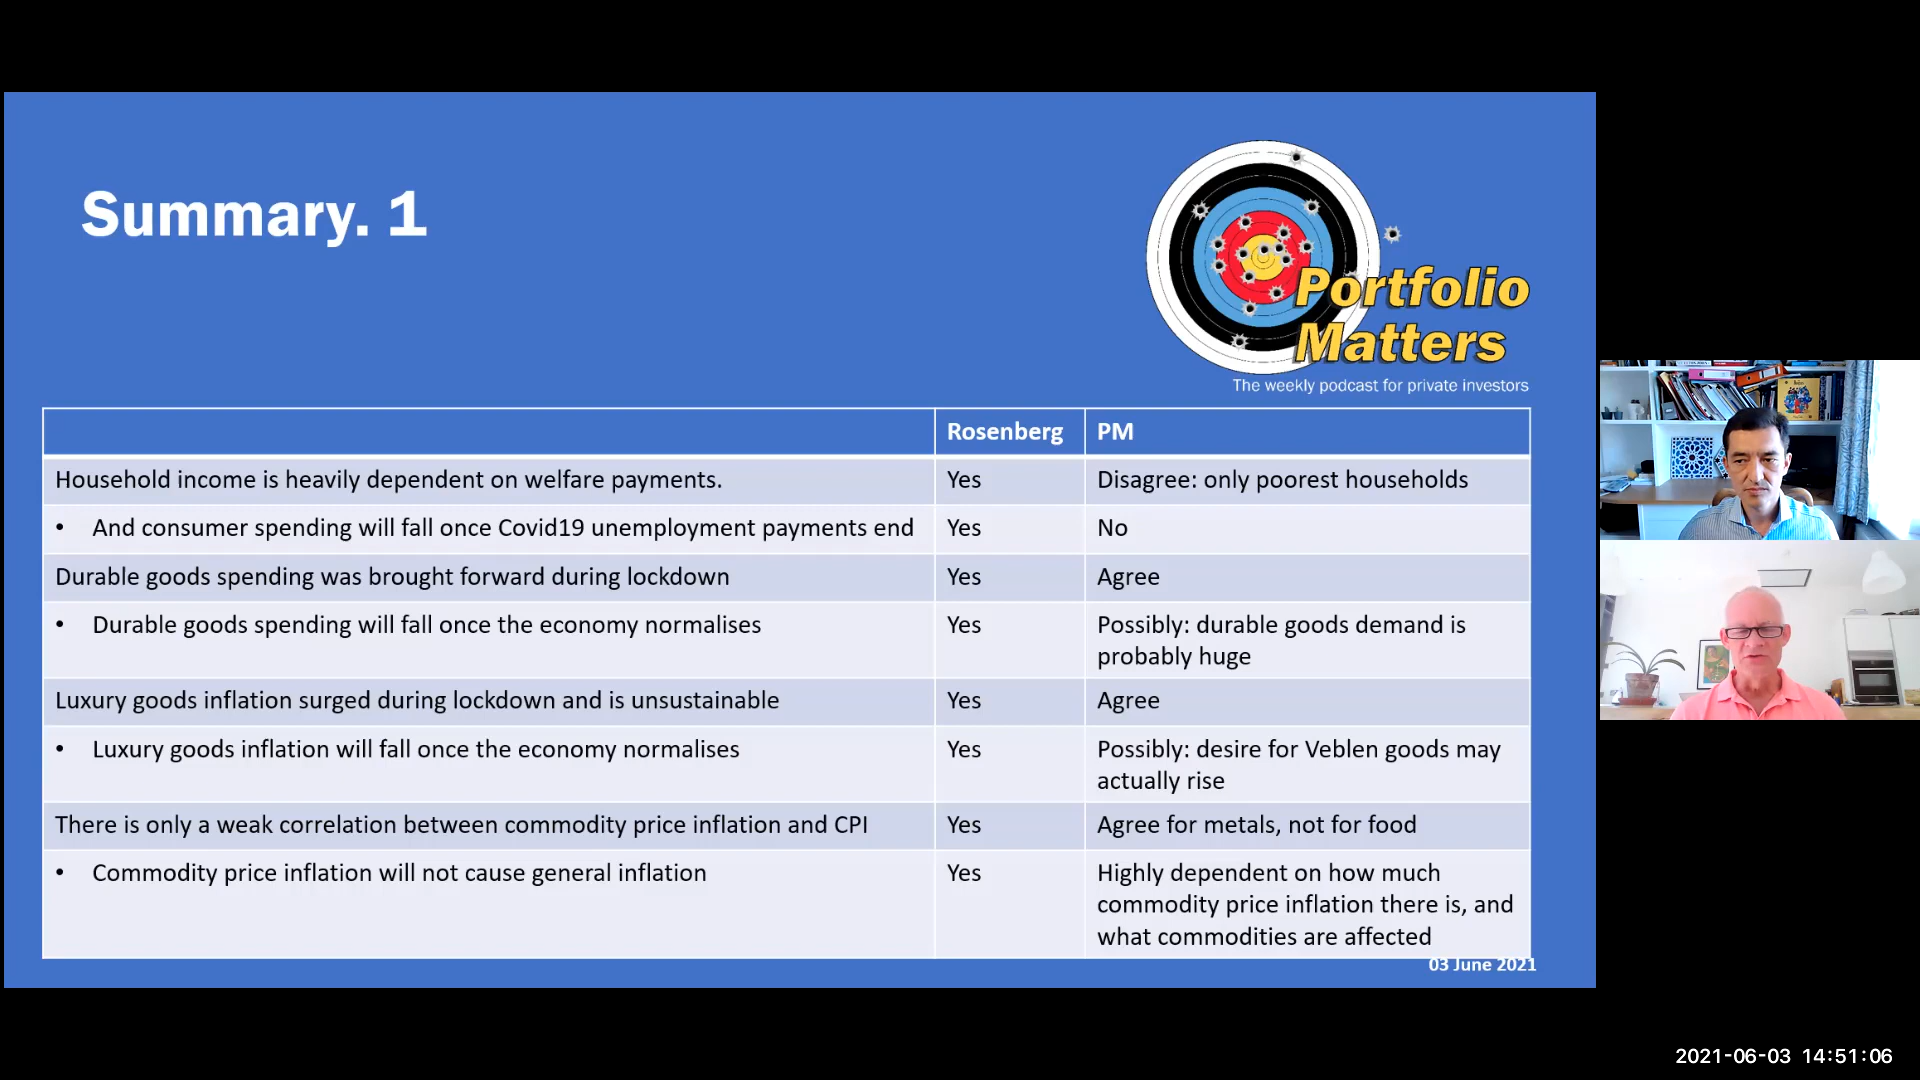 Summary. 1
Portfolio
Matters
The weekly podcast for private investors
Rosenberg PM
Household income is heavily dependent on welfare payments. Yes Disagree: only poorest households
• And consumer spending will fall once Covid19 unemployment payments end Yes No
Durable goods spending was brought forward during lockdown Yes Agree
• Durable goods spending will fall once the economy normalises Yes Possibly: durable goods demand is
probably huge
Luxury goods inflation surged during lockdown and is unsustainable Yes Agree
• Luxury goods inflation will fall once the economy normalises Yes Possibly: desire for Veblen goods may
actually rise
There is only a weak correlation between commodity price inflation and CPI Yes Agree for metals, not for food
• Commodity price inflation will not cause general inflation Yes Highly dependent on how much
commodity price inflation there is, and
what commodities are affected
03 June 2021
2021-06-03 14:51:06